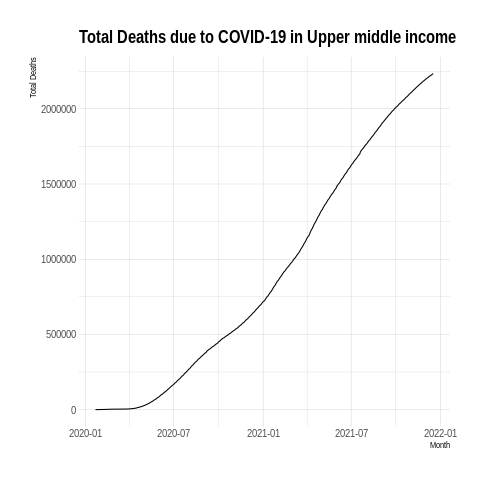 Total Deaths due to COVID-19 in Upper middle income
Total Deaths
2000000
1500000
1000000
500000
0
2020-01 2020-07 2021-01 2021-07 2022-01
Month